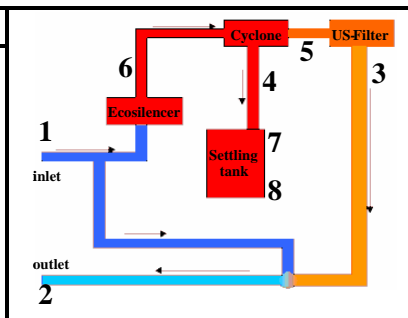 Cyclone
US-Filter
5
6
4
3
Ecosilencer
1
7
Settling
tank
inlet
8
outlet
2